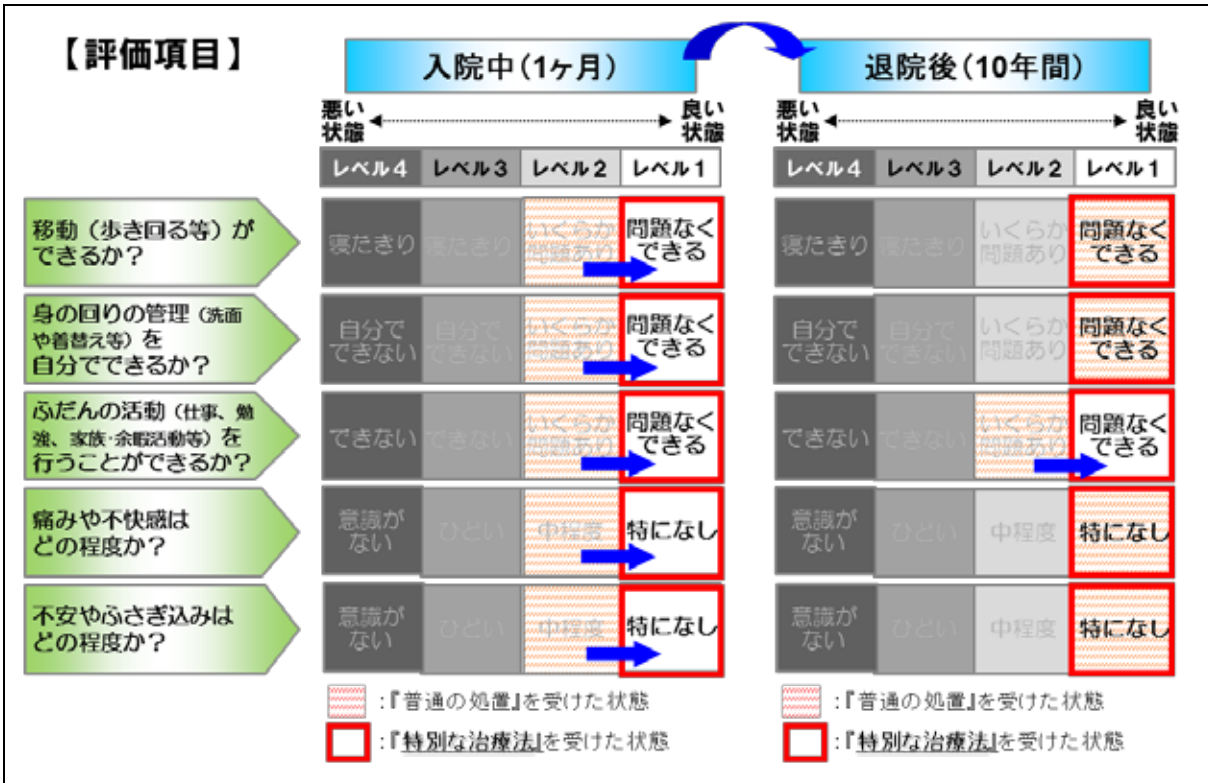 【評価項目】
入院中(1ヶ月)
退院後(10年間)
悪い
状態
良い
状態
悪い
状態
良い
状態
レベル4
レベル3
レベル2
レベル1
レベル4
レベル3
レベル2
レベル1
移動(歩き回る等)が
できるか?
寝たきり
寝たきり
いくらか
問題あり
問題なく
できる
寝たきり
寝たきり
いくらか
問題あり
問題なく
できる
身の回りの管理(洗面
や着替え等)を
自分でできるか?
自分で
できない
自分で
できない
いくらか
問題あり
問題なく
できる
自分で
できない
自分で
できない
いくらか
問題あり
問題なく
できる
ふだんの活動(仕事、勉
強、家族・余暇活動等)を
行うことができるか?
できない
できない
いくらか
問題あり
問題なく
できる
できない
できない
いくらか
問題あり
問題なく
できる
痛みや不快感は
どの程度か?
意識が
ない
ひどい
中程度
特になし
意識が
ない
ひどい
中程度
特になし
不安やふさぎ込みは
どの程度か?
意識が
ない
ひどい
中程度
特になし
意識が
ない
ひどい
中程度
特になし
:『普通の処置』を受けた状態
:『特別な治療法』を受けた状態
:『普通の処置』を受けた状態
:『特別な治療法』を受けた状態